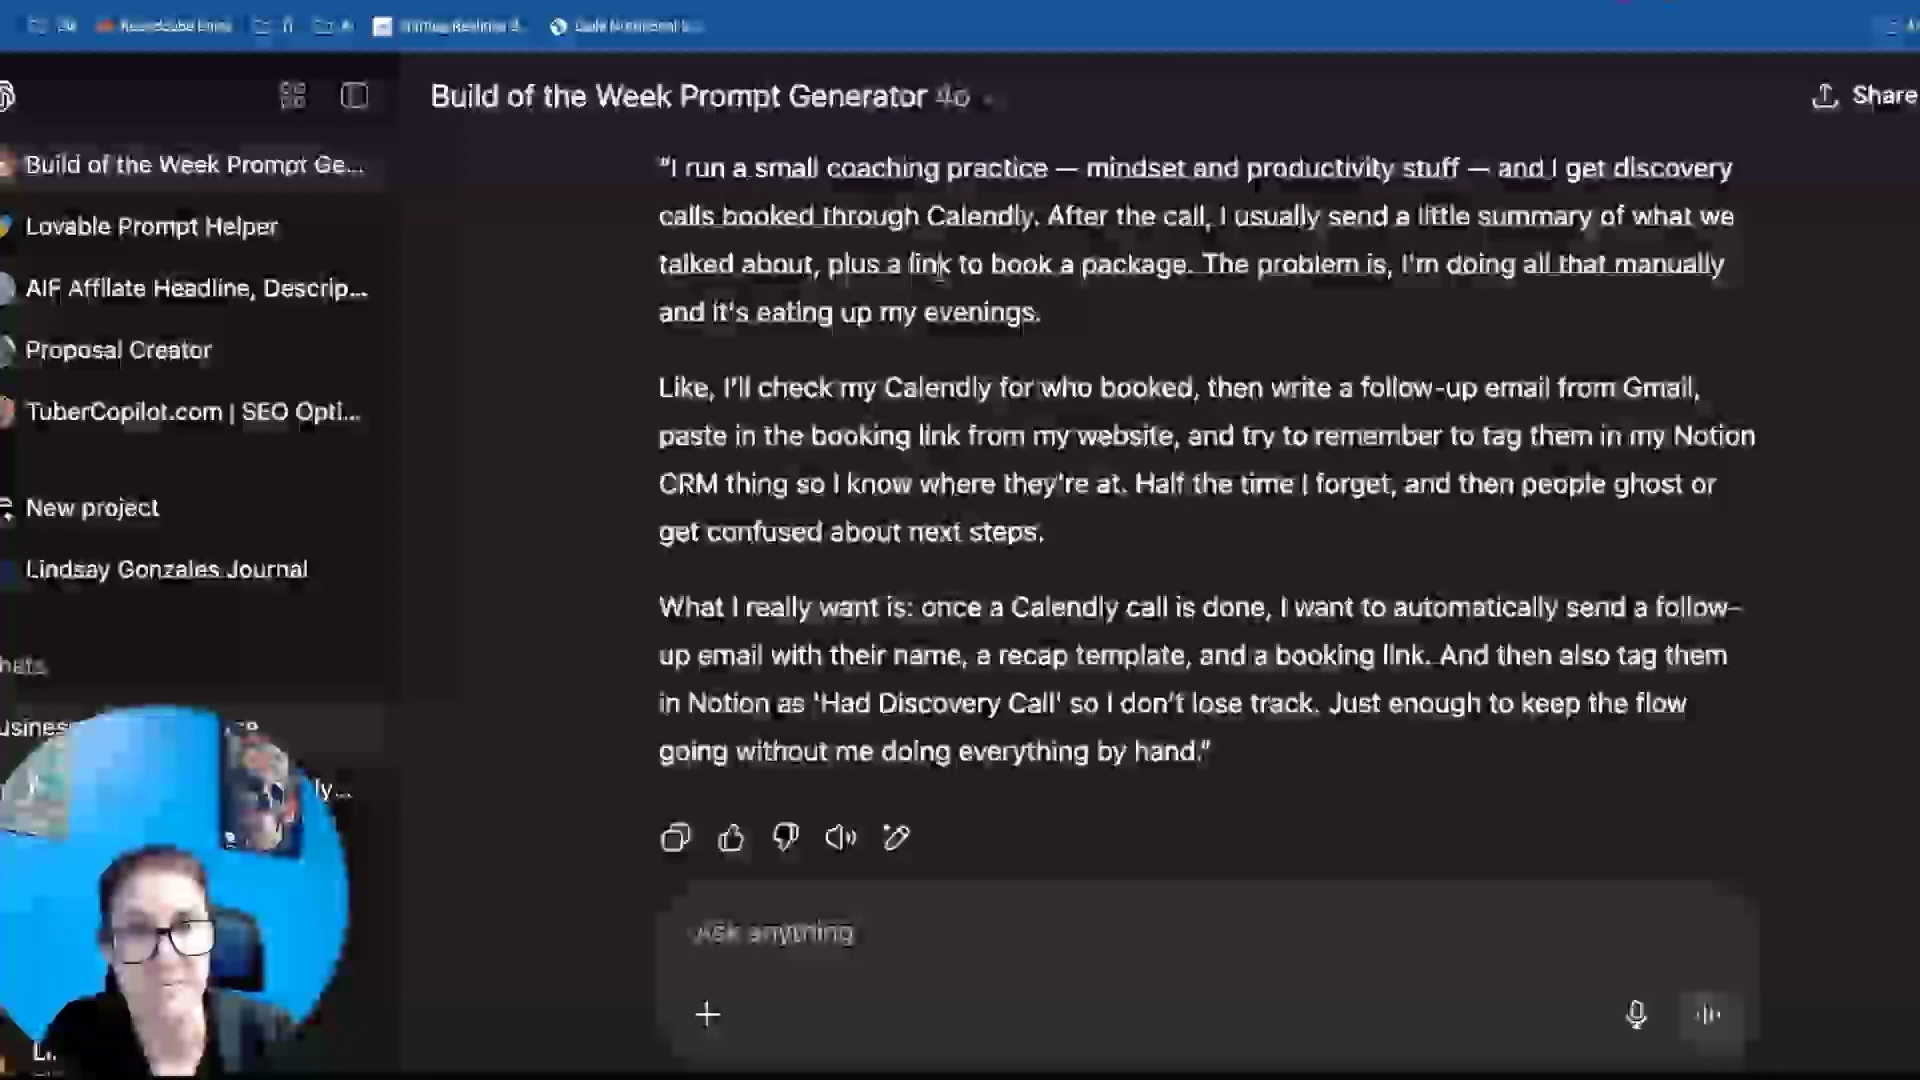 Build of the Week Prompt Generator 4o
Share
Build of the Week Prompt Ge...
Lovable Prompt Helper
AIF Affilate Headline, Descrip...
Proposal Creator
TuberCopilot.com | SEO Opti...
New project
Lindsay Gonzales Journal
hats
ly...
"I run a small coaching practice — mindset and productivity stuff — and I get discovery
calls booked through Calendly. After the call, I usually send a little summary of what we
talked about, plus a link to book a package. The problem is, I'm doing all that manually
and it's eating up my evenings.
Like, I'll check my Calendly for who booked, then write a follow-up email from Gmail,
paste in the booking link from my website, and try to remember to tag them in my Notion
CRM thing so I know where they're at. Half the time I forget, and then people ghost or
get confused about next steps.
What I really want is: once a Calendly call is done, I want to automatically send a follow-
up email with their name, a recap template, and a booking link. And then also tag them
in Notion as 'Had Discovery Call' so I don't lose track. Just enough to keep the flow
going without me doing everything by hand."
Ask anything